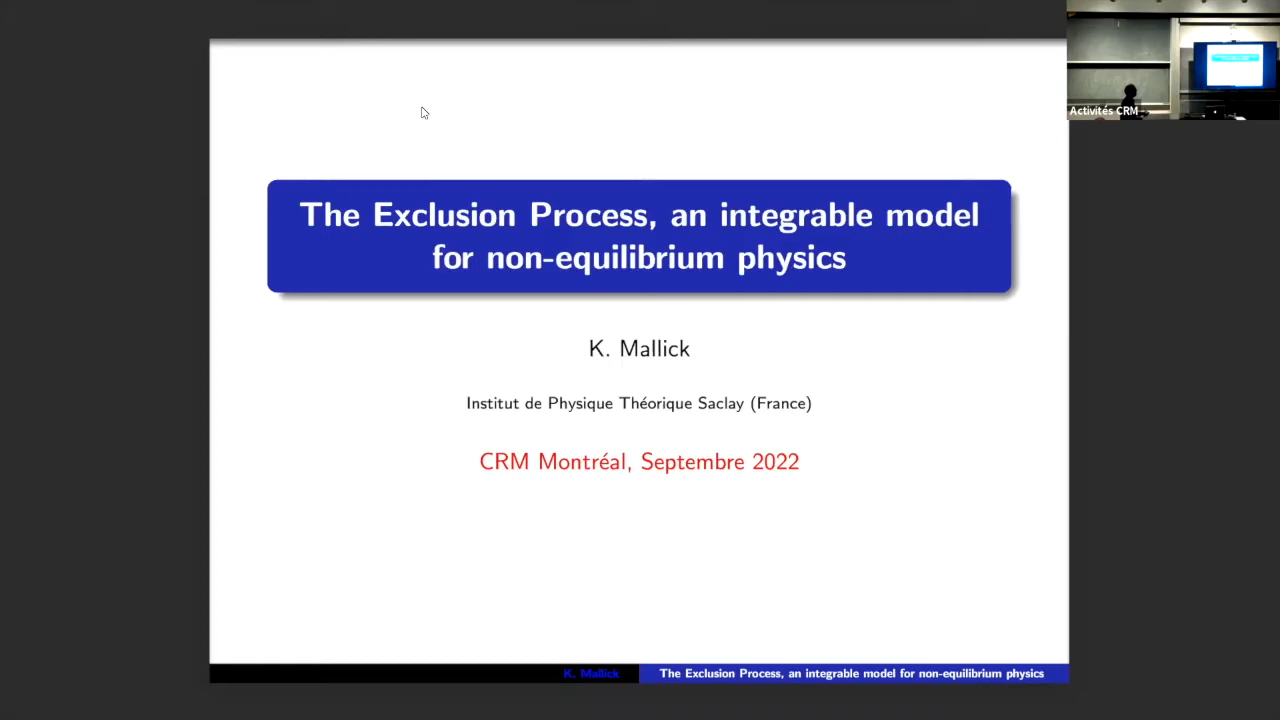 Activités CRM
The Exclusion Process, an integrable model
for non-equilibrium physics
K. Mallick
Institut de Physique Théorique Saclay (France)
CRM Montréal, Septembre 2022
K. Mallick
The Exclusion Process, an integrable model for non-equilibrium physics